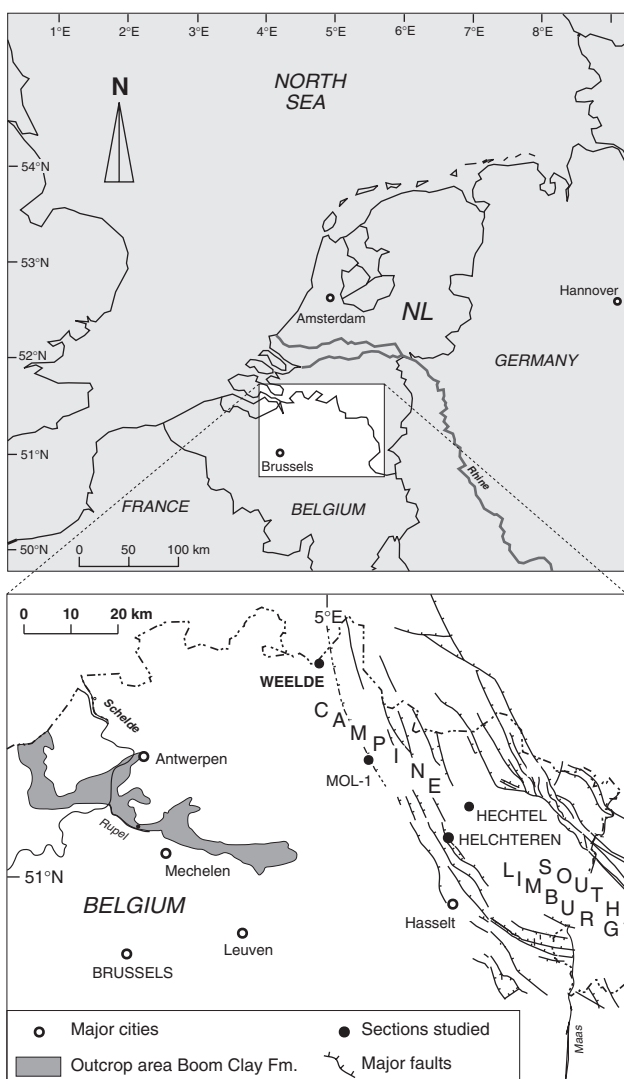 1°E 2°E 3°E 4°E 5°E 6°E 7°E 8°E
NORTH
SEA
N
54°N
53°N
Hannover
Amsterdam
NL
52°N
GERMANY
51°N
Brussels
Rhine
FRANCE
BELGIUM
50°N
0 50 100 km
0 10 20 km
5°E
WEELDE
Schelde
CAMPINE
Antwerpen
MOL-1
HECHTEL
Rupel
HELCHTEREN
Mechelen
51°N
SOUTH
LIMBURG
BELGIUM
Hasselt
Leuven
BRUSSELS
Maas
Major cities
Sections studied
Outcrop area Boom Clay Fm.
Major faults